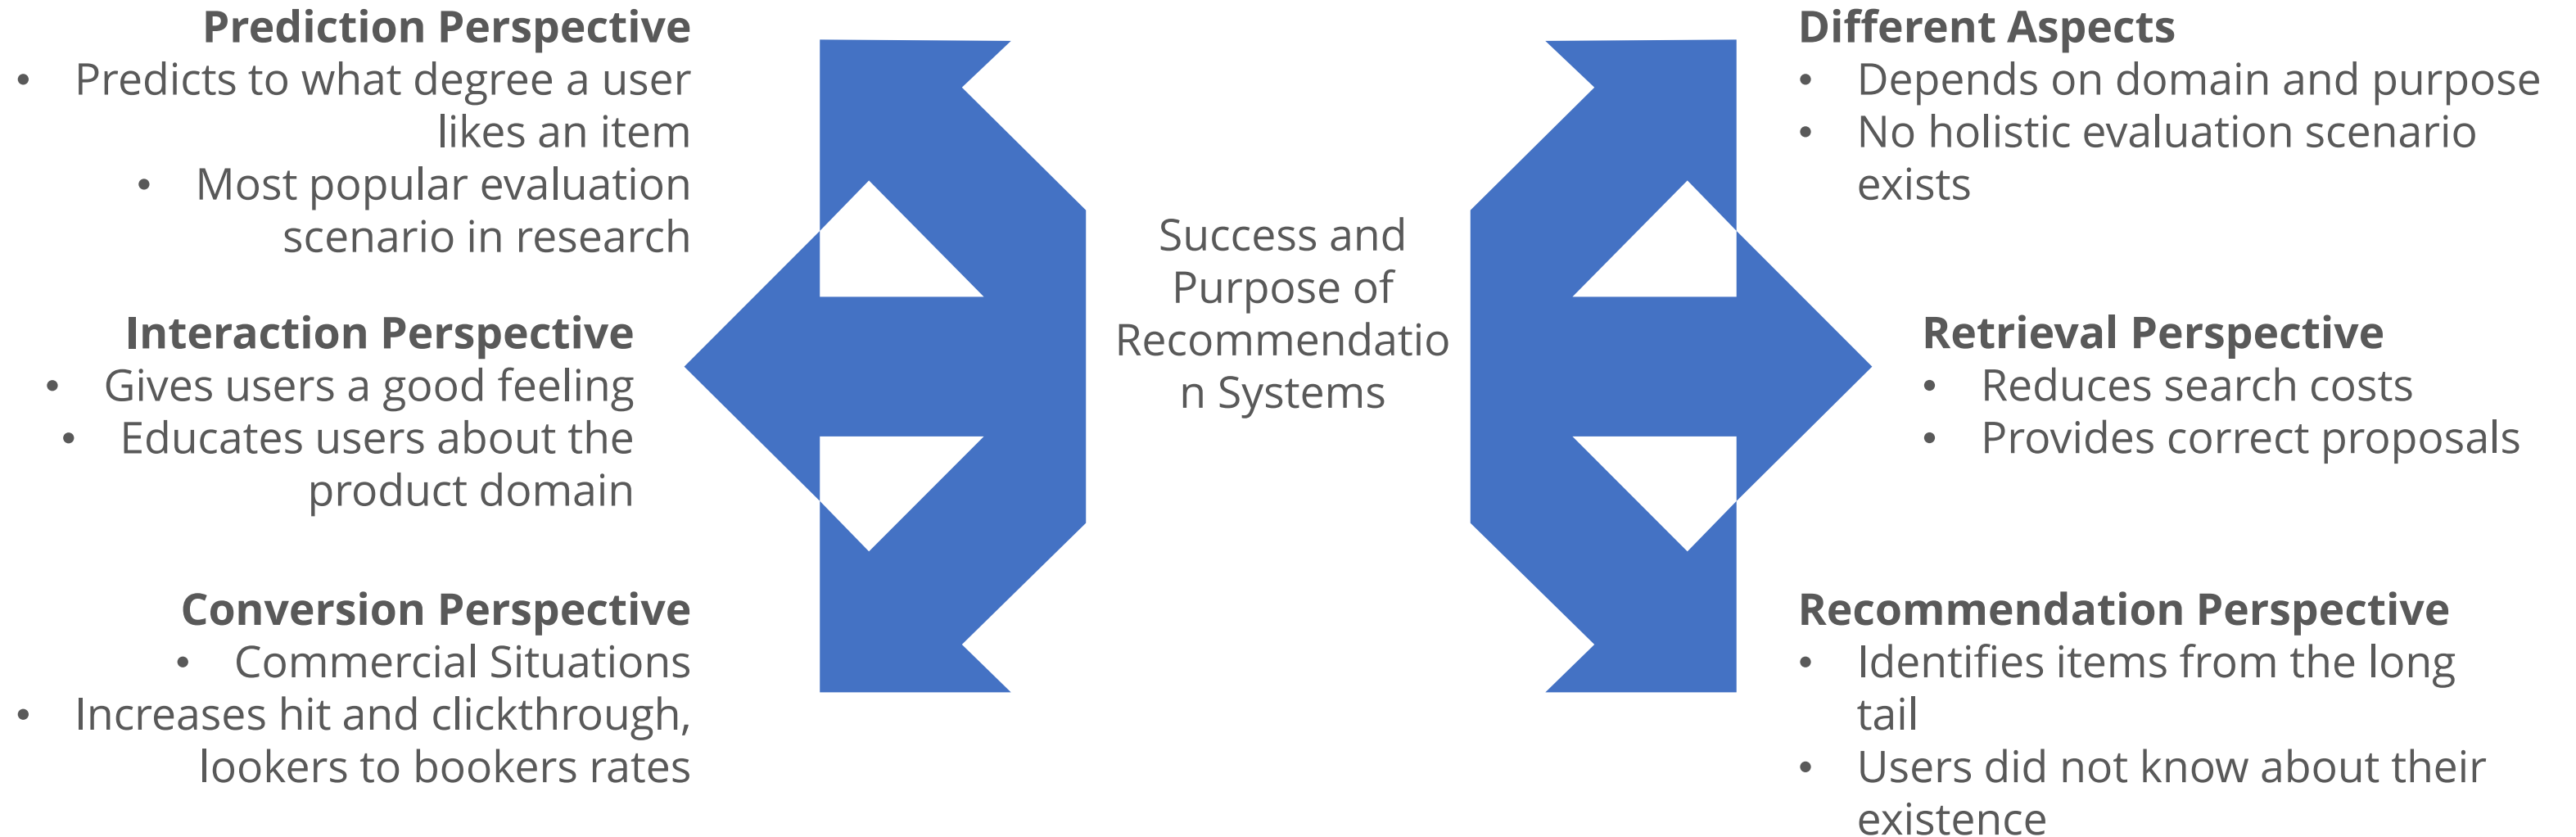 Prediction Perspective
• Predicts to what degree a user
likes an item
• Most popular evaluation
scenario in research
Interaction Perspective
• Gives users a good feeling
• Educates users about the
product domain
Conversion Perspective
• Commercial Situations
• Increases hit and clickthrough,
lookers to bookers rates
Success and
Purpose of
Recommendatio
n Systems
Different Aspects
• Depends on domain and purpose
• No holistic evaluation scenario
exists
Retrieval Perspective
• Reduces search costs
• Provides correct proposals
Recommendation Perspective
• Identifies items from the long
tail
• Users did not know about their
existence